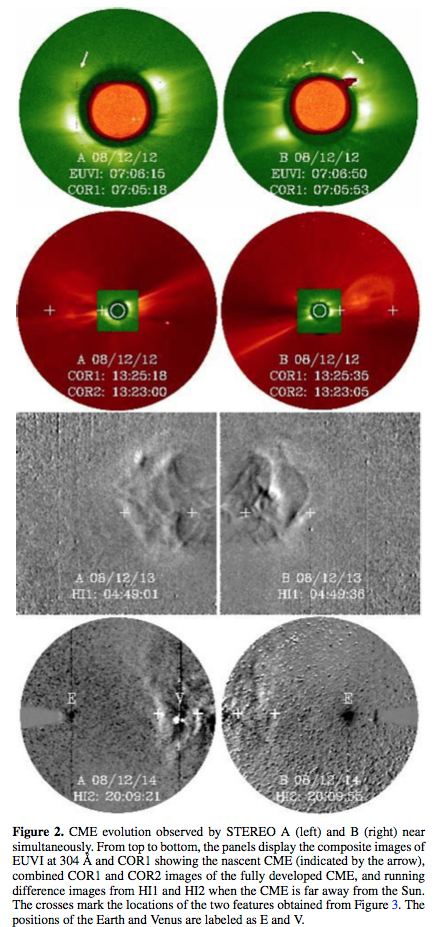 A 08/12/12
EUVI: 07:06:15
COR1: 07:05:18
B 08/12/12
EUVI: 07:06:50
COR1: 07:05:53
A 08/12/12
COR1: 13:25:18
COR2: 13:23:00
B 08/12/12
COR1: 13:25:35
COR2: 13:23:05
A 08/12/13
HI1: 04:49:01
B 08/12/13
HI1: 04:49:36
E
V
A 08/12/14
HI2: 20:09:21
E
B 08/12/14
HI2: 20:09:55
Figure 2. CME evolution observed by STEREO A (left) and B (right) near
simultaneously. From top to bottom, the panels display the composite images of
EUVI at 304 Å and COR1 showing the nascent CME (indicated by the arrow),
combined COR1 and COR2 images of the fully developed CME, and running
difference images from HI1 and HI2 when the CME is far away from the Sun.
The crosses mark the locations of the two features obtained from Figure 3. The
positions of the Earth and Venus are labeled as E and V.